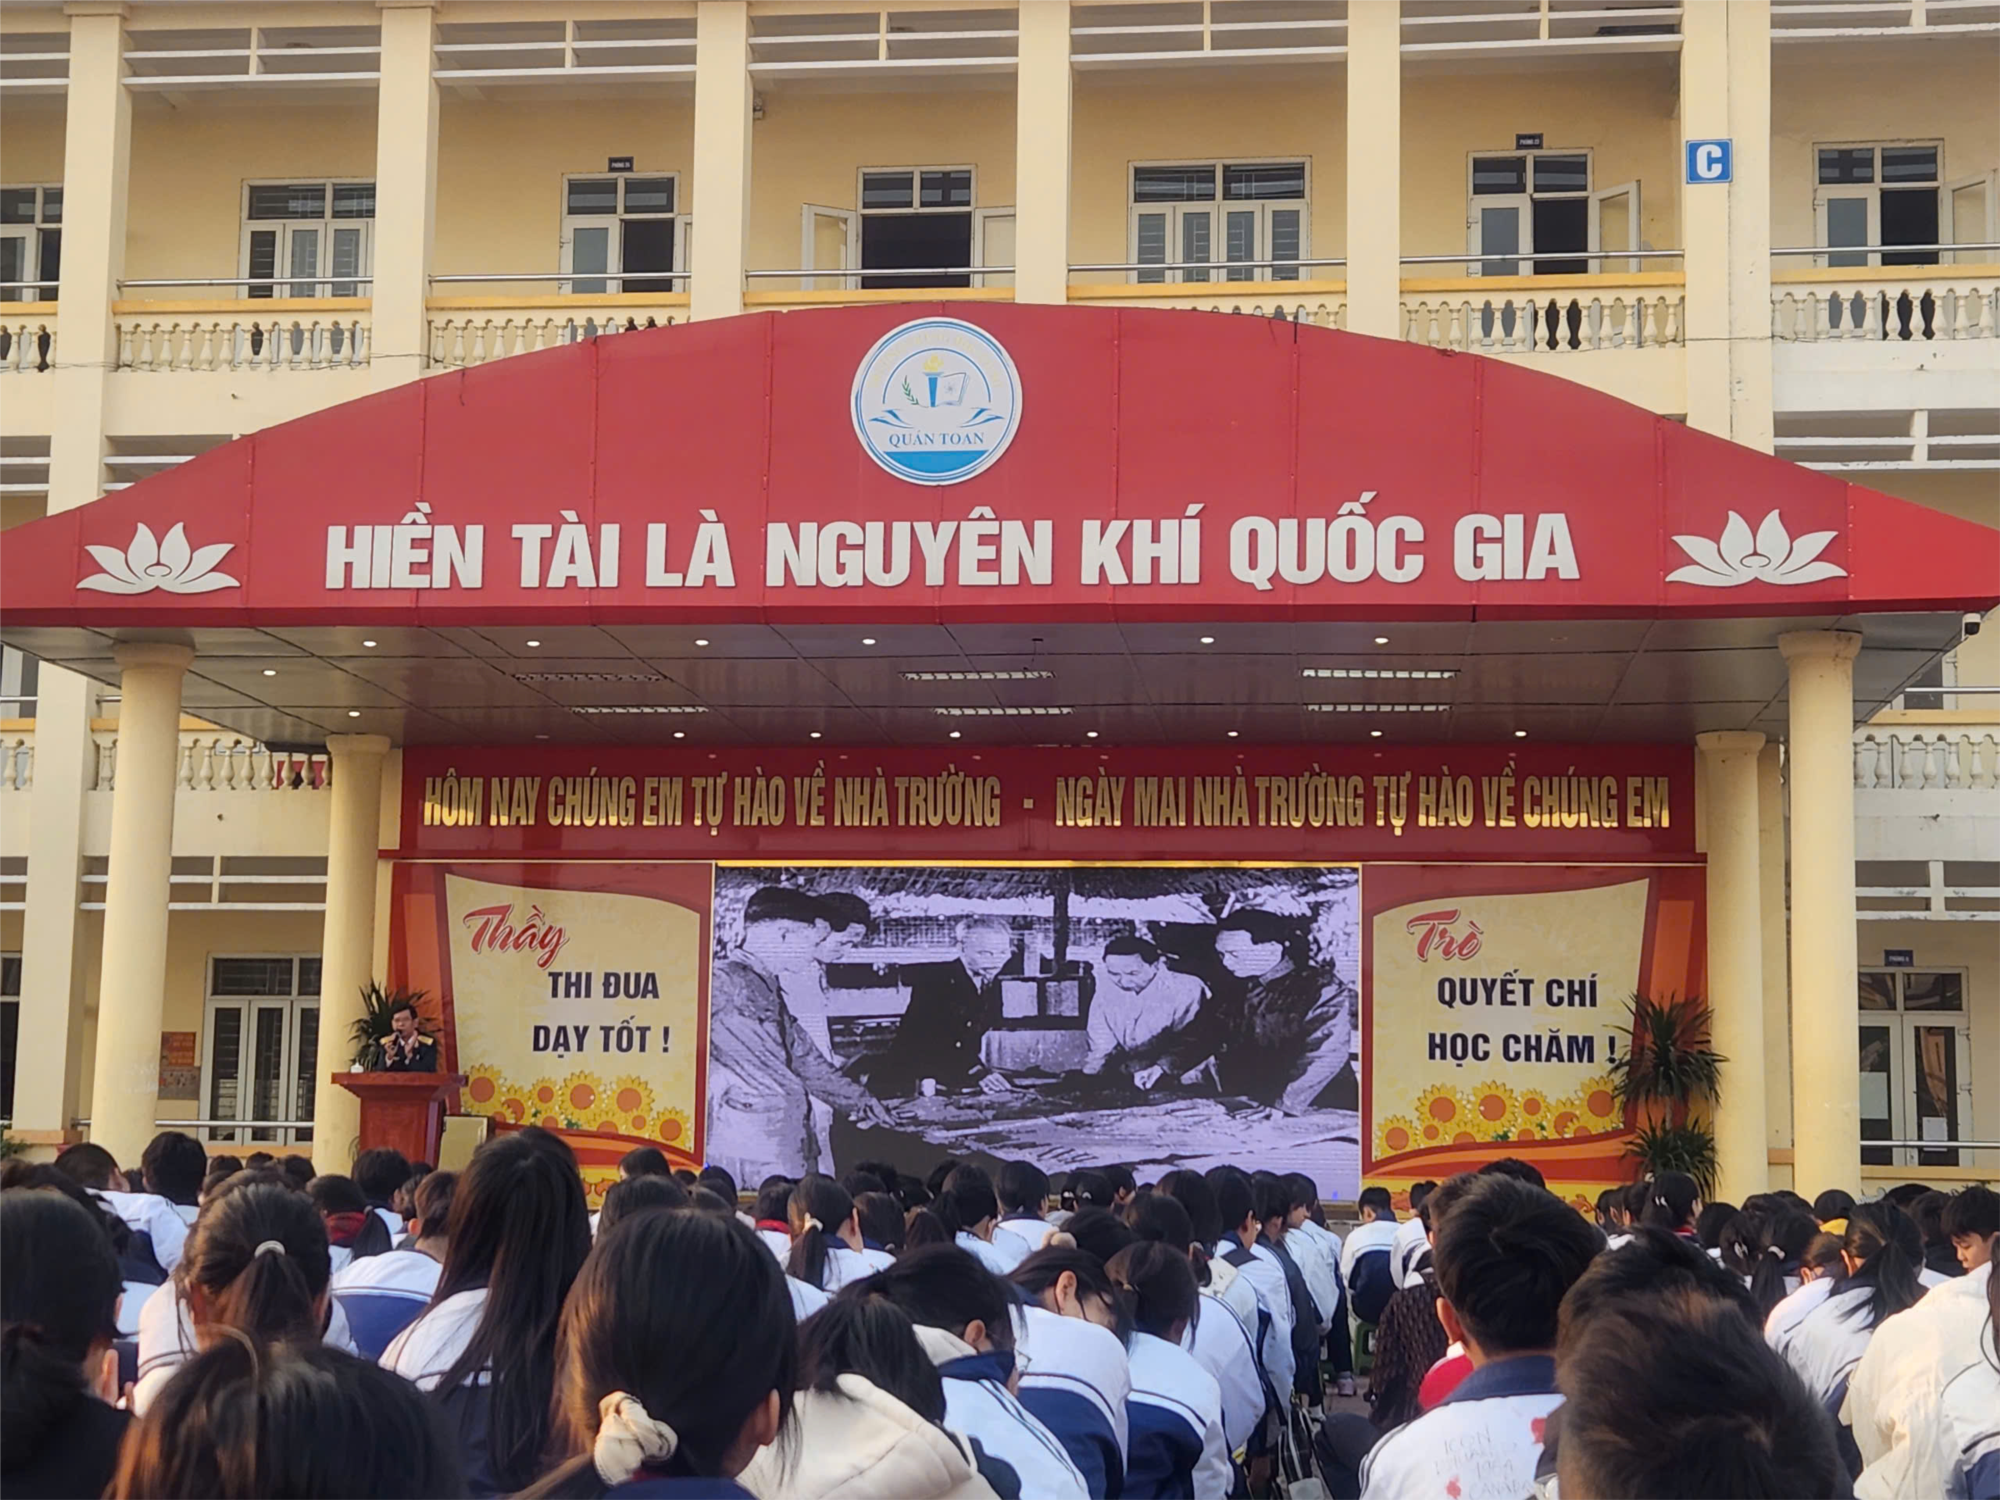 C
QUÁN TOAN
HIỀN TÀI LÀ NGUYÊN KHÍ QUỐC GIA
HÔM NAY CHÚNG EM TỰ HÀO VỀ NHÀ TRƯỜNG - NGÀY MAI NHÀ TRƯỜNG TỰ HÀO VỀ CHÚNG EM
Thầy
THI ĐUA
DẠY TỐT !
Trò
QUYẾT CHÍ
HỌC CHĂM !